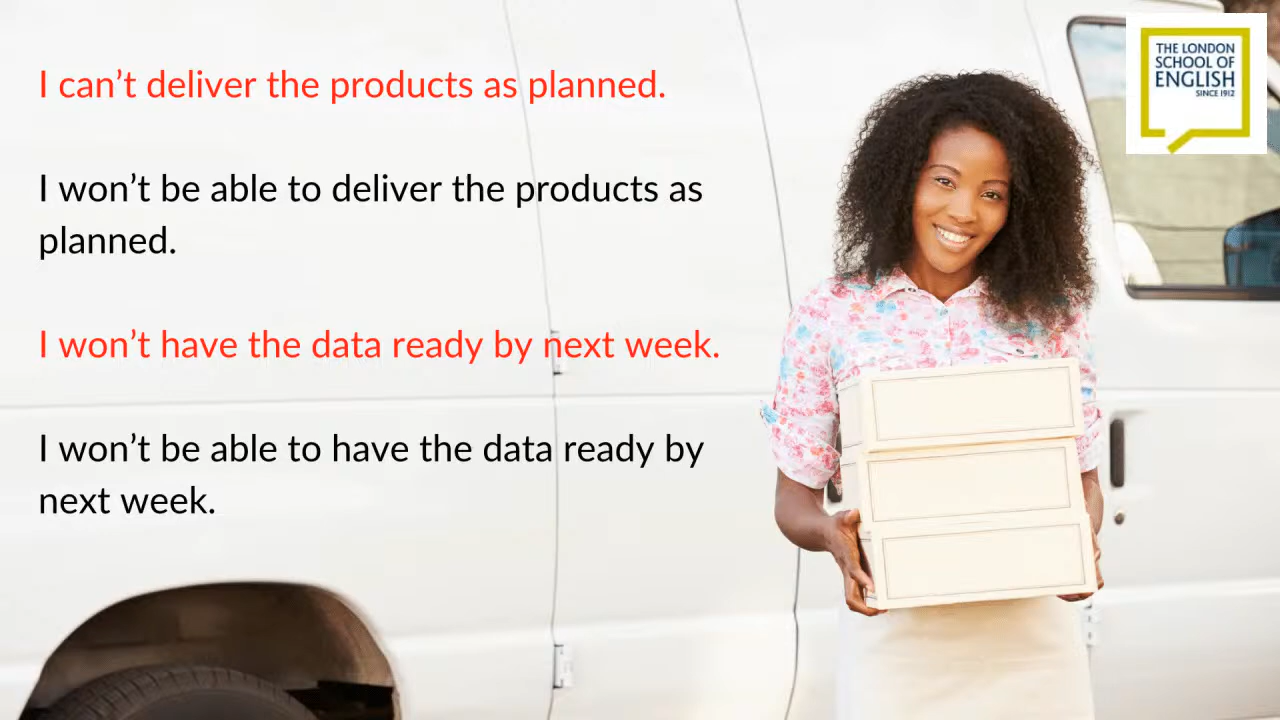 I can't deliver the products as planned.
I won't be able to deliver the products as
planned.
I won't have the data ready by next week.
I won't be able to have the data ready by
next week.
THE LONDON
SCHOOL OF
ENGLISH
SINCE 1912